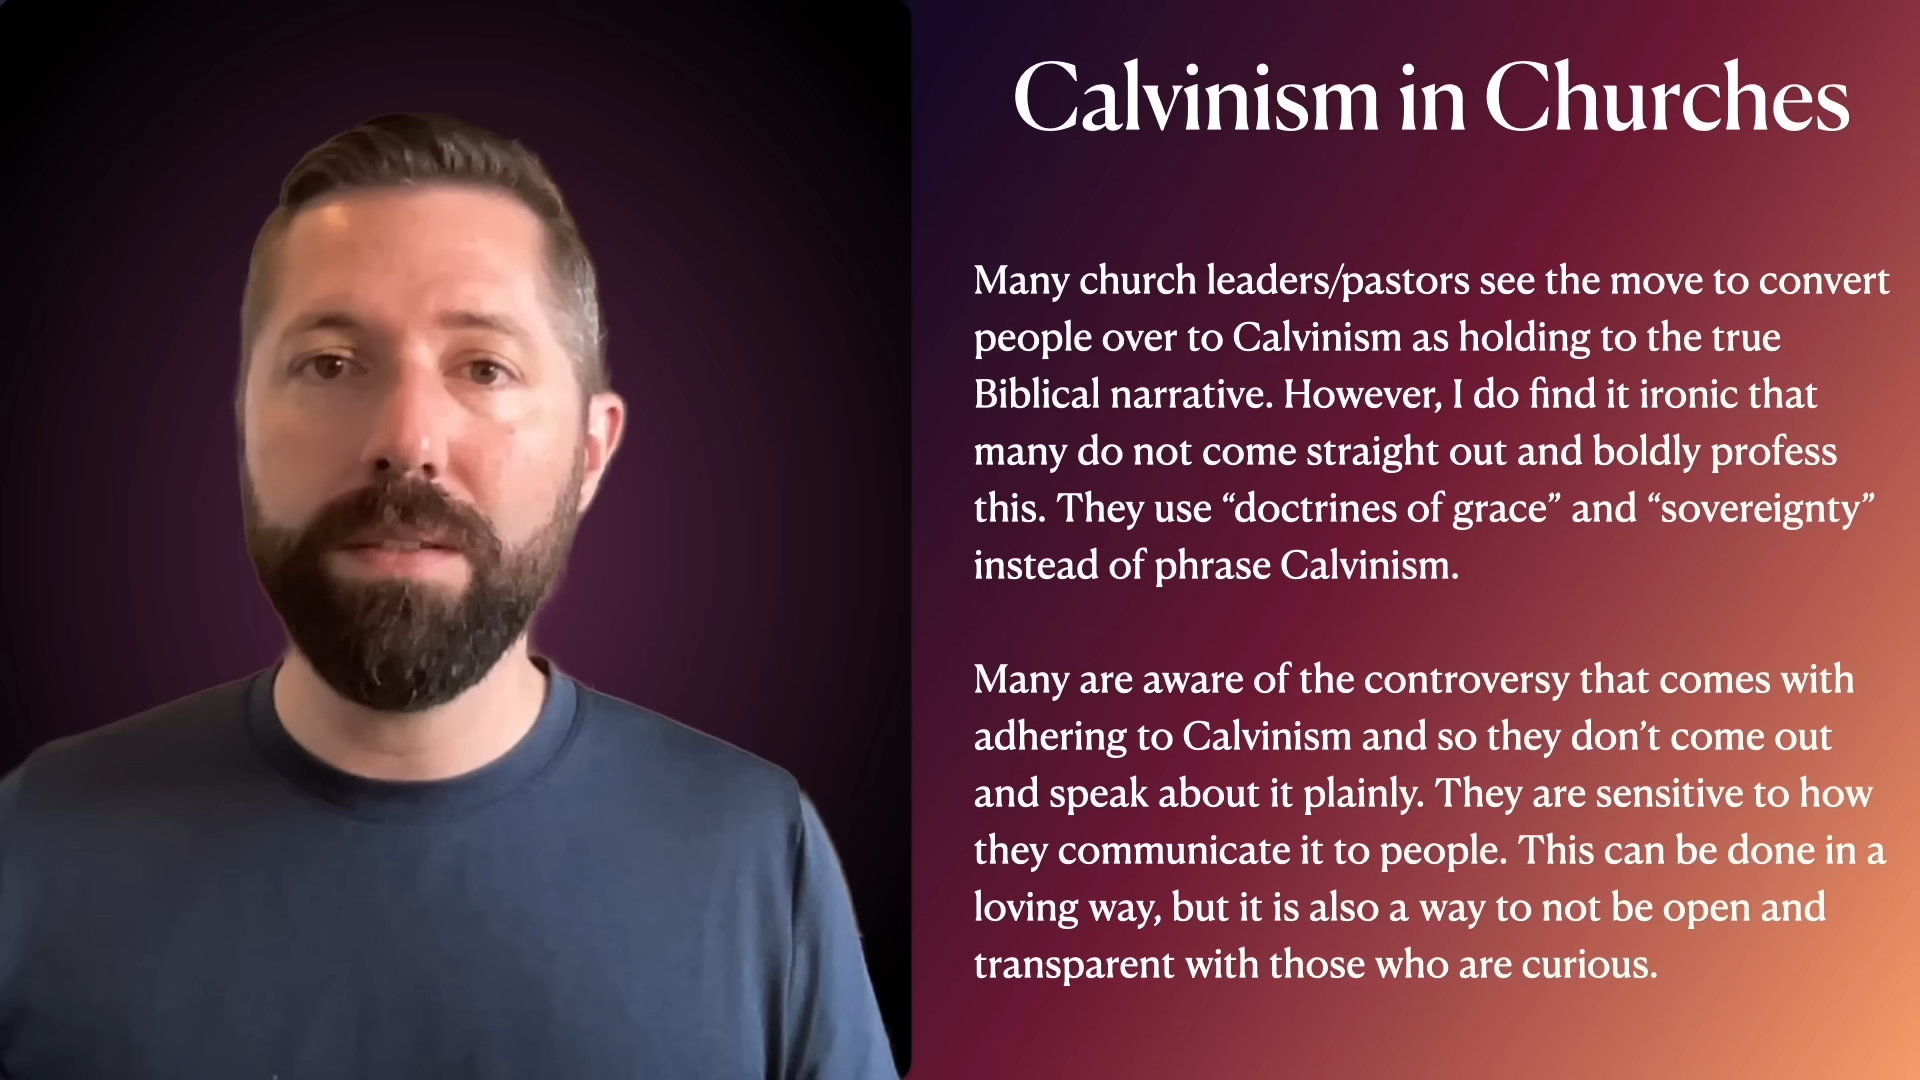 Calvinism in Churches
Many church leaders/pastors see the move to convert
people over to Calvinism as holding to the true
Biblical narrative. However, I do find it ironic that
many do not come straight out and boldly profess
this. They use “doctrines of grace” and “sovereignty”
instead of phrase Calvinism.
Many are aware of the controversy that comes with
adhering to Calvinism and so they don’t come out
and speak about it plainly. They are sensitive to how
they communicate it to people. This can be done in a
loving way, but it is also a way to not be open and
transparent with those who are curious.